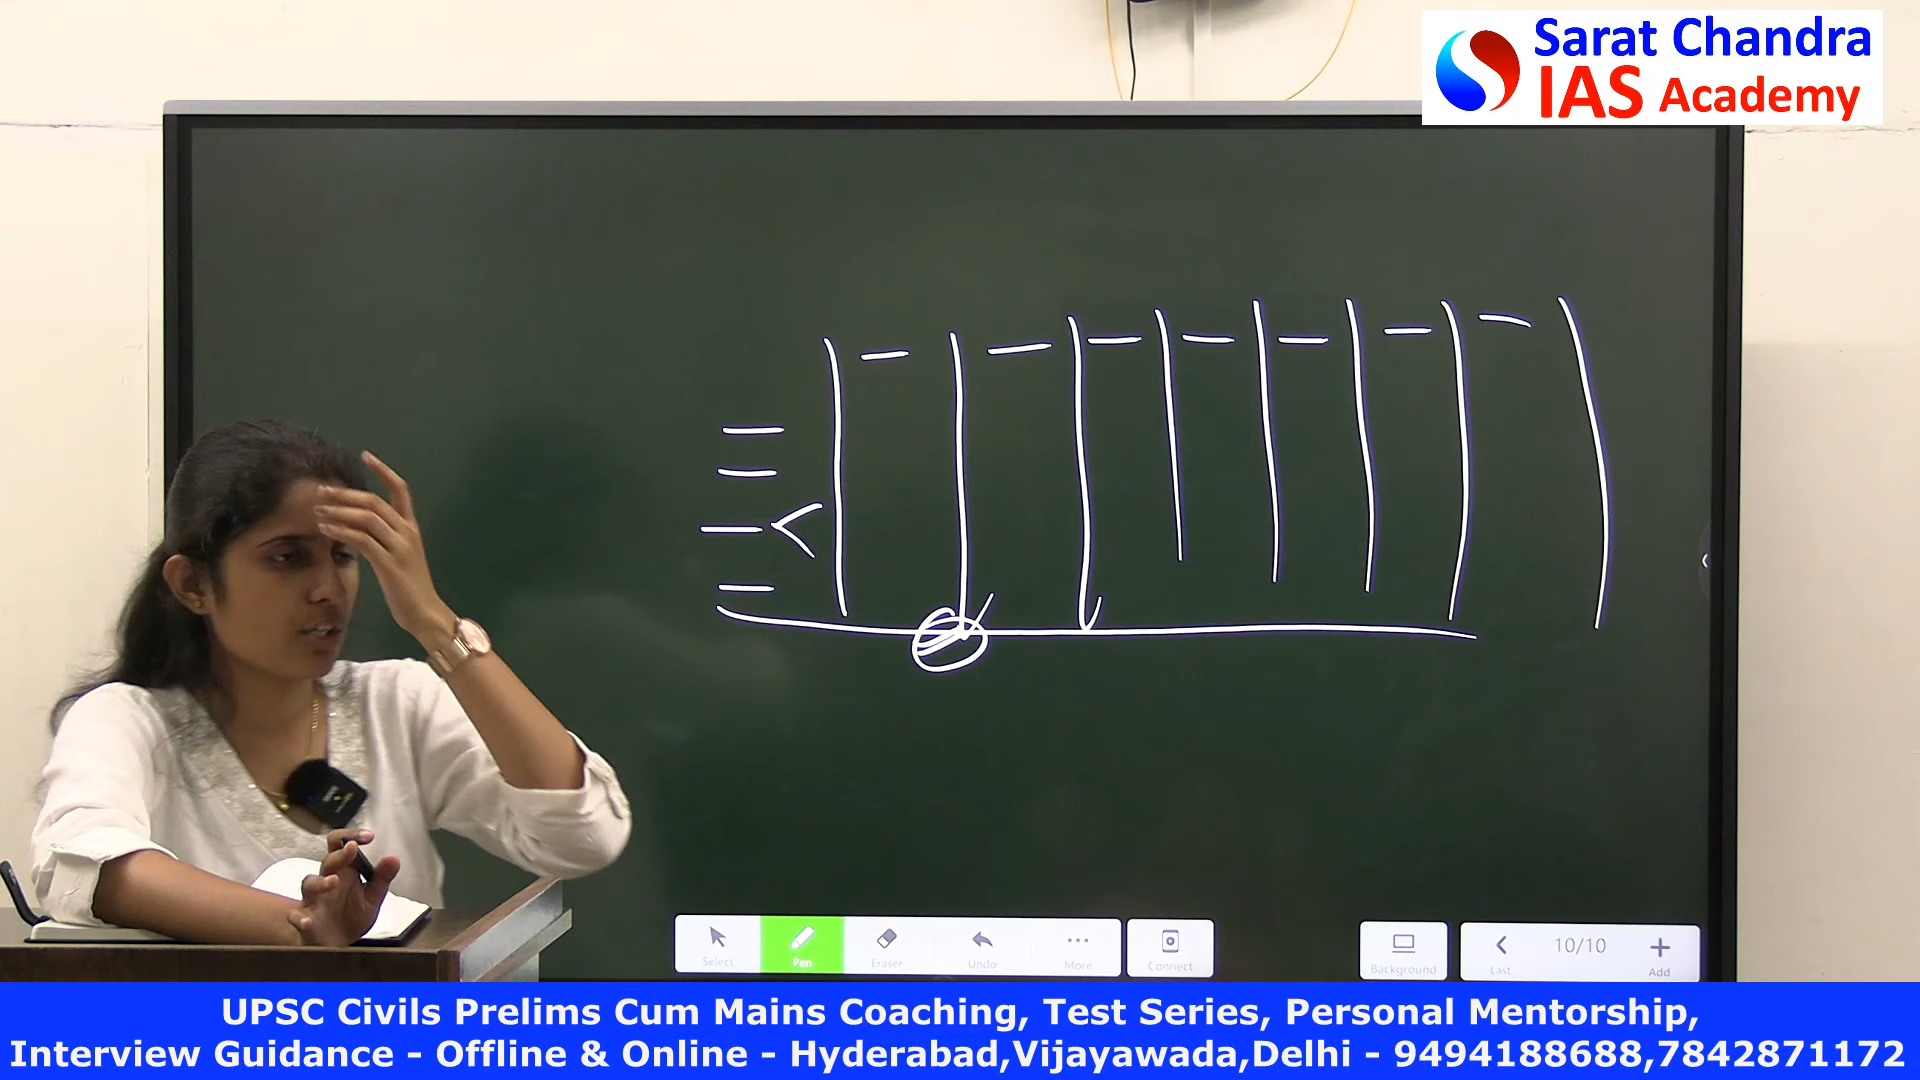 Sarat Chandra
IAS Academy
Select
Pen
Eraser
Undo
More
Connect
Background
Last
10/10
Add
UPSC Civils Prelims Cum Mains Coaching, Test Series, Personal Mentorship,
Interview Guidance - Offline & Online - Hyderabad,Vijayawada,Delhi - 9494188688,7842871172